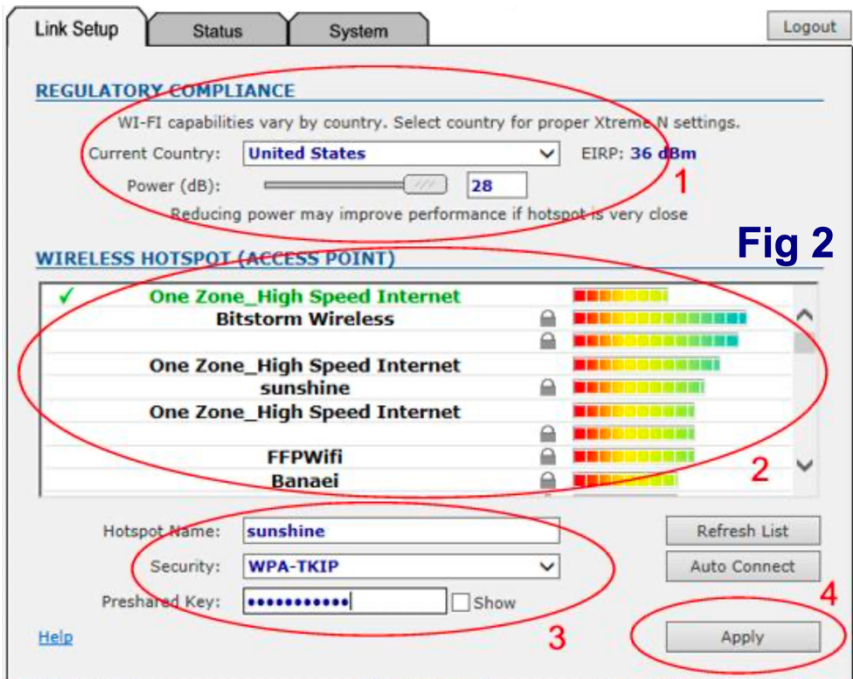 Link Setup Status System Logout
REGULATORY COMPLIANCE
WI-FI capabilities vary by country. Select country for proper Xtreme N settings.
Current Country: United States EIRP: 36 dBm
Power (dB): 28 1
Reducing power may improve performance if hotspot is very close
Fig 2
WIRELESS HOTSPOT (ACCESS POINT)
✓ One Zone_High Speed Internet
Bitstorm Wireless
One Zone_High Speed Internet
sunshine
One Zone_High Speed Internet
FFPWifi
Banaei
2
Hotspot Name: sunshine Refresh List
Security: WPA-TKIP Auto Connect
Preshared Key: ••••••••••• Show 4
Help 3 Apply